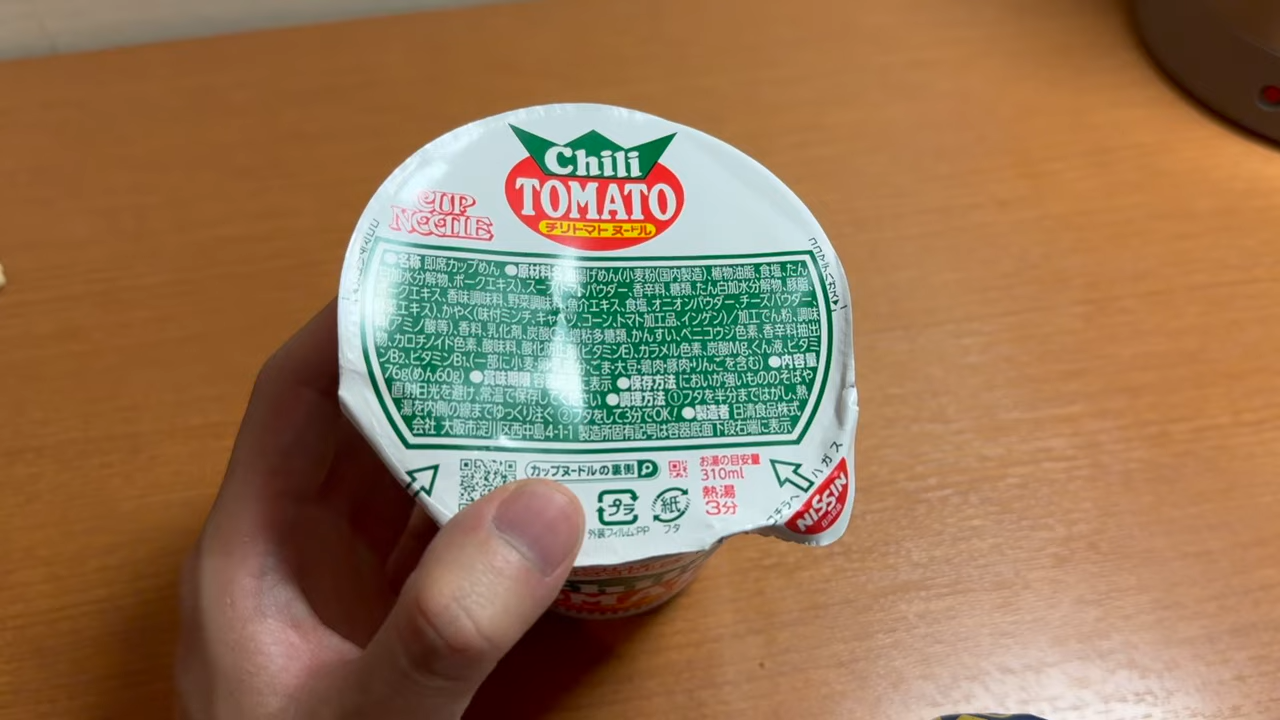 Chili
TOMATO
チリトマトヌードル
CUP
NOODLE
●名称 即席カップめん ●原材料名 揚げめん(小麦粉(国内製造)、植物油脂、食塩、たん
白加水分解物、ポークエキス)、スープ(トマトパウダー、香辛料、糖類、たん白加水分解物、豚脂、
エキス、香味調味料、野菜調味料、魚介エキス、食塩、オニオンパウダー、チーズパウダー、
エキス)、かやく(味付ミンチ、キャベツ、コーン、トマト加工品、インゲン)/加工でん粉、調味
アミノ酸等)、香料、乳化剤、炭酸Ca、増粘多糖類、かんすい、ベニコウジ色素、香辛料抽出
物、カロチノイド色素、酸味料、酸化防止剤(ビタミンE)、カラメル色素、炭酸Mg、くん液、ビタミ
ンB2、ビタミンB1、(一部に小麦・卵・乳成分・ごま・大豆・鶏肉・豚肉・りんごを含む) ●内容量
76g(めん60g) ●賞味期限 に表示 ●保存方法 においが強いもののそばや
直射日光を避け、常温で保存してください ●調理方法 ①フタを半分まではがし、熱
湯を内側の線までゆっくり注ぐ ②フタをして3分でOK! ●製造者 日清食品株式
会社 大阪市淀川区西中島4-1-1 製造所固有記号は容器底面下段右端に表示
カップヌードルの裏側
お湯の目安量
310ml
熱湯
3分
プラ
外装フィルム:PP
紙
フタ
コチラへ ハガス
NISSIN